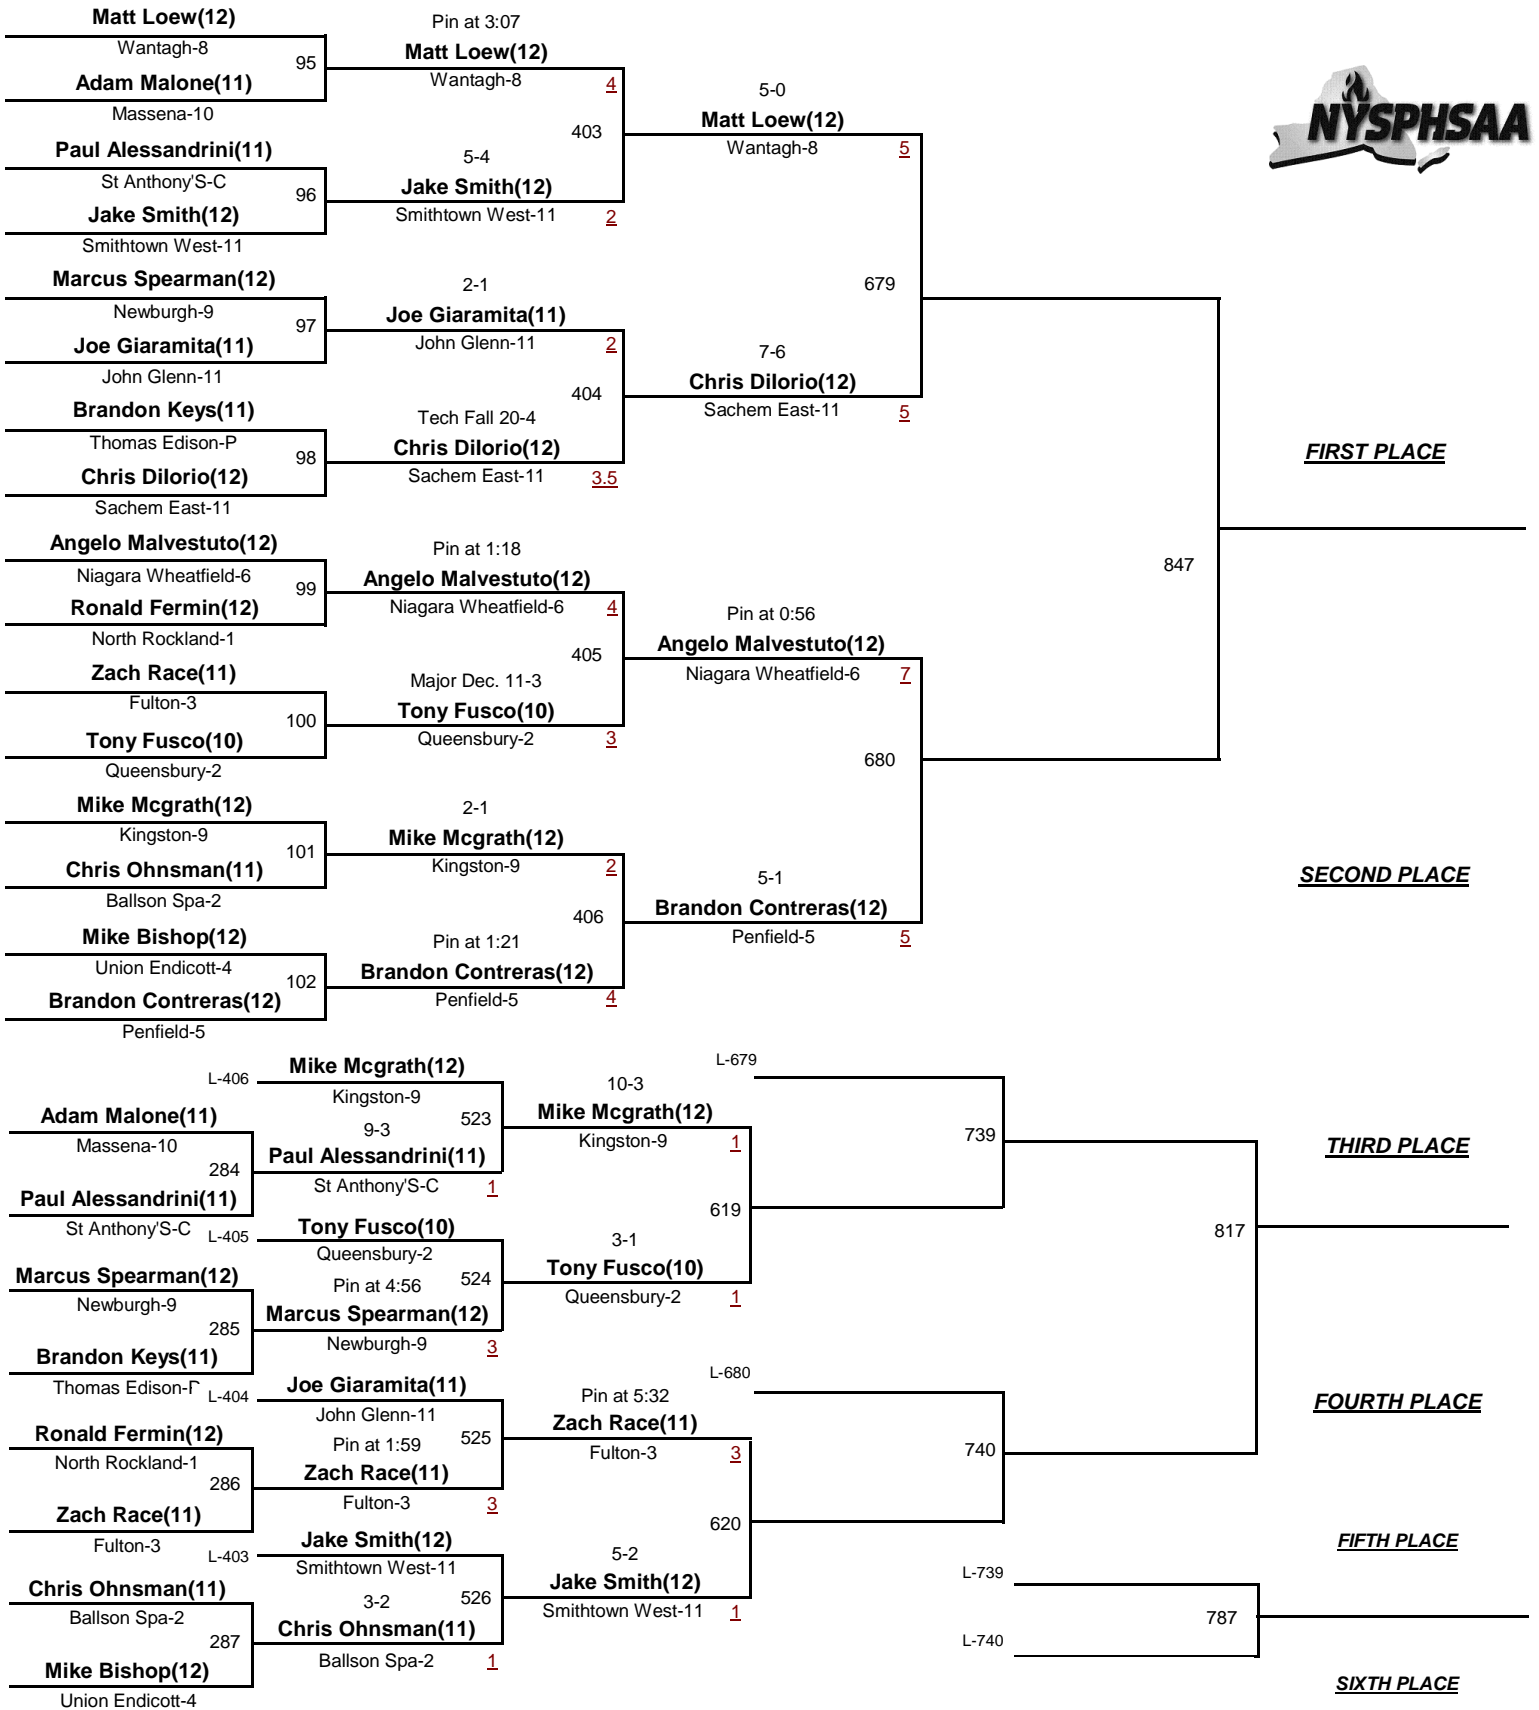 Matt Loew(12)
Wantagh-8
95
Adam Malone(11)
Massena-10
Paul Alessandrini(11)
St Anthony'S-C
96
Jake Smith(12)
Smithtown West-11
Marcus Spearman(12)
Newburgh-9
97
Joe Giaramita(11)
John Glenn-11
Brandon Keys(11)
Thomas Edison-P
98
Chris DiIorio(12)
Sachem East-11
Angelo Malvestuto(12)
Niagara Wheatfield-6
99
Ronald Fermin(12)
North Rockland-1
Zach Race(11)
Fulton-3
100
Tony Fusco(10)
Queensbury-2
Mike Mcgrath(12)
Kingston-9
101
Chris Ohnsman(11)
Ballson Spa-2
Mike Bishop(12)
Union Endicott-4
102
Brandon Contreras(12)
Penfield-5
Pin at 3:07
Matt Loew(12)
Wantagh-8
4
403
5-4
Jake Smith(12)
Smithtown West-11
2
2-1
Joe Giaramita(11)
John Glenn-11
2
404
Tech Fall 20-4
Chris DiIorio(12)
Sachem East-11
3.5
Pin at 1:18
Angelo Malvestuto(12)
Niagara Wheatfield-6
4
405
Major Dec. 11-3
Tony Fusco(10)
Queensbury-2
3
2-1
Mike Mcgrath(12)
Kingston-9
2
406
Pin at 1:21
Brandon Contreras(12)
Penfield-5
4
5-0
Matt Loew(12)
Wantagh-8
5
679
7-6
Chris DiIorio(12)
Sachem East-11
5
Pin at 0:56
Angelo Malvestuto(12)
Niagara Wheatfield-6
7
680
5-1
Brandon Contreras(12)
Penfield-5
5
847
NYSPHSAA
FIRST PLACE
SECOND PLACE
L-406
Mike Mcgrath(12)
Kingston-9
523
Adam Malone(11)
Massena-10
284
Paul Alessandrini(11)
St Anthony'S-C
9-3
Paul Alessandrini(11)
St Anthony'S-C
1
L-405
Tony Fusco(10)
Queensbury-2
524
Marcus Spearman(12)
Newburgh-9
285
Brandon Keys(11)
Thomas Edison-P
Pin at 4:56
Marcus Spearman(12)
Newburgh-9
3
L-404
Joe Giaramita(11)
John Glenn-11
525
Ronald Fermin(12)
North Rockland-1
286
Zach Race(11)
Fulton-3
Pin at 1:59
Zach Race(11)
Fulton-3
3
L-403
Jake Smith(12)
Smithtown West-11
526
Chris Ohnsman(11)
Ballson Spa-2
287
Mike Bishop(12)
Union Endicott-4
3-2
Chris Ohnsman(11)
Ballson Spa-2
1
10-3
Mike Mcgrath(12)
Kingston-9
1
619
3-1
Tony Fusco(10)
Queensbury-2
1
Pin at 5:32
Zach Race(11)
Fulton-3
3
620
5-2
Jake Smith(12)
Smithtown West-11
1
L-679
739
L-680
740
817
THIRD PLACE
FOURTH PLACE
FIFTH PLACE
L-739
787
L-740
SIXTH PLACE